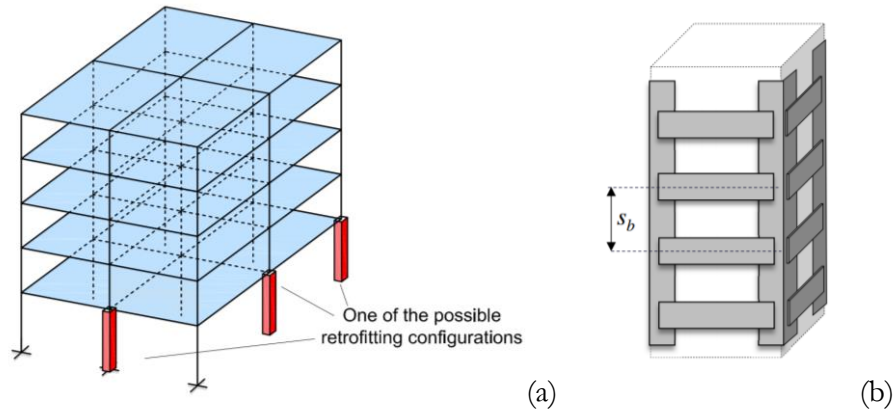 One of the possible
retrofitting configurations
(a)
s_b
(b)